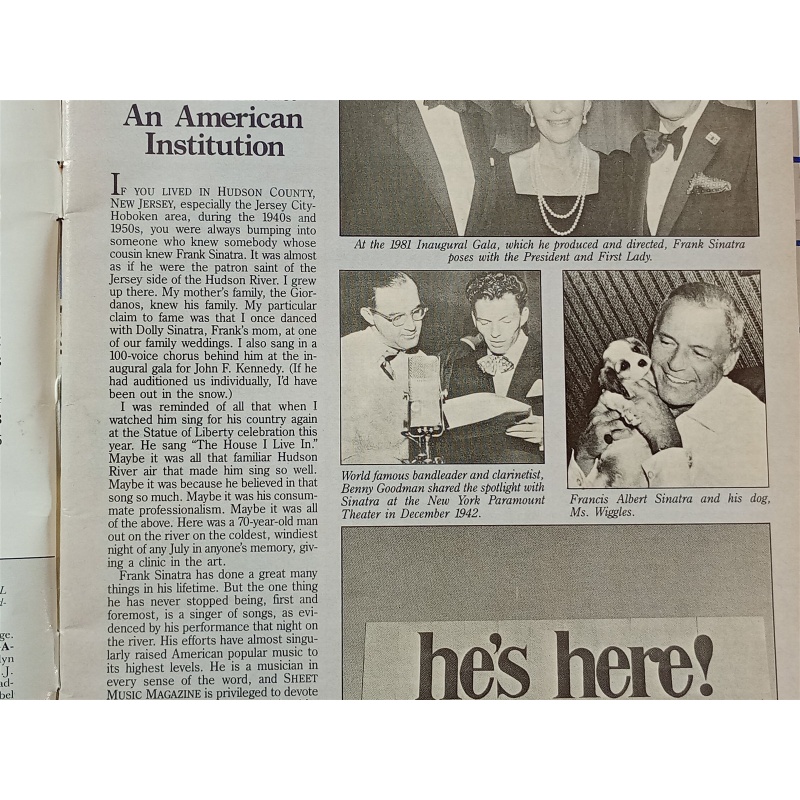 An American
Institution
IF YOU LIVED IN HUDSON COUNTY,
NEW JERSEY, especially the Jersey City-
Hoboken area, during the 1940s and
1950s, you were always bumping into
someone who knew somebody whose
cousin knew Frank Sinatra. It was almost
as if he were the patron saint of the
Jersey side of the Hudson River. I grew
up there. My mother's family, the Gior-
danos, knew his family. My particular
claim to fame was that I once danced
with Dolly Sinatra, Frank's mom, at one
of our family weddings. I also sang in a
100-voice chorus behind him at the in-
augural gala for John F. Kennedy. (If he
had auditioned us individually, I'd have
been out in the snow.)
I was reminded of all that when I
watched him sing for his country again
at the Statue of Liberty celebration this
year. He sang "The House I Live In."
Maybe it was all that familiar Hudson
River air that made him sing so well.
Maybe it was because he believed in that
song so much. Maybe it was his consum-
mate professionalism. Maybe it was all
of the above. Here was a 70-year-old man
out on the river on the coldest, windiest
night of any July in anyone's memory, giv-
ing a clinic in the art.
Frank Sinatra has done a great many
things in his lifetime. But the one thing
he has never stopped being, first and
foremost, is a singer of songs, as evi-
denced by his performance that night on
the river. His efforts have almost singu-
larly raised American popular music to
its highest levels. He is a musician in
every sense of the word, and SHEET
MUSIC MAGAZINE is privileged to devote
At the 1981 Inaugural Gala, which he produced and directed, Frank Sinatra
poses with the President and First Lady.
World famous bandleader and clarinetist,
Benny Goodman shared the spotlight with
Sinatra at the New York Paramount
Theater in December 1942.
Francis Albert Sinatra and his dog,
Ms. Wiggles.
he's here!